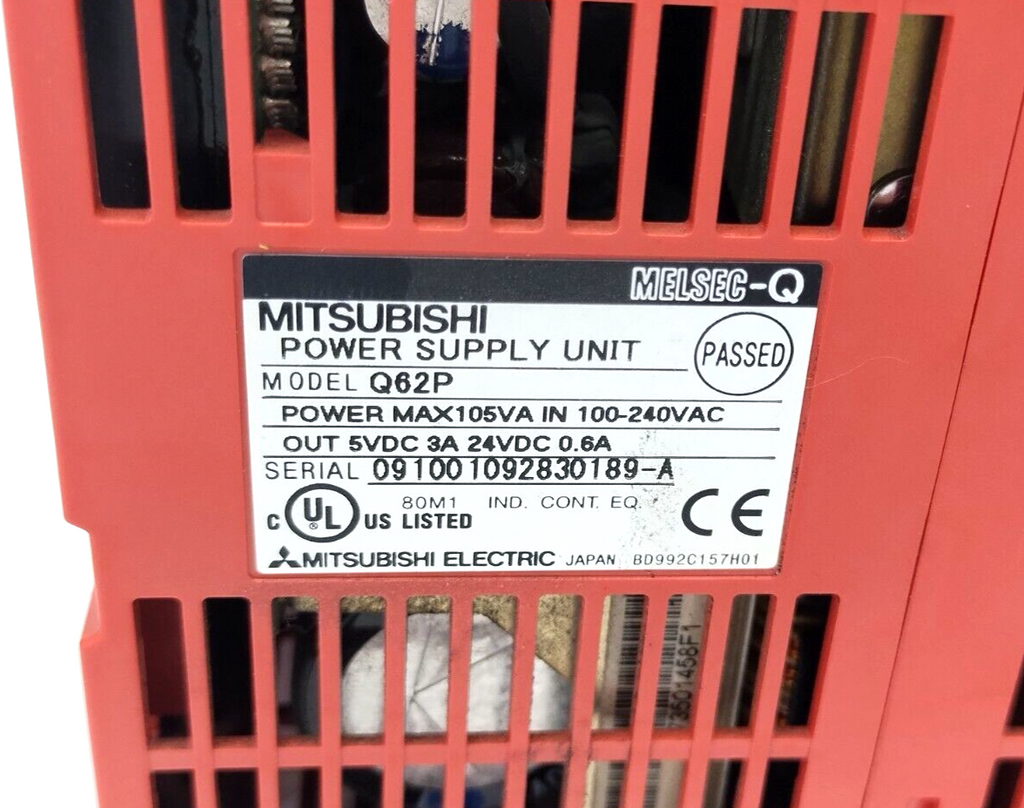 MELSEC-Q
MITSUBISHI
POWER SUPPLY UNIT
PASSED
MODEL Q62P
POWER MAX105VA IN 100-240VAC
OUT 5VDC 3A 24VDC 0.6A
SERIAL 091001092830189-A
C UL ® US LISTED
80M1 IND. CONT. EQ.
CE
MITSUBISHI ELECTRIC JAPAN BD992C157H01
73501458F1